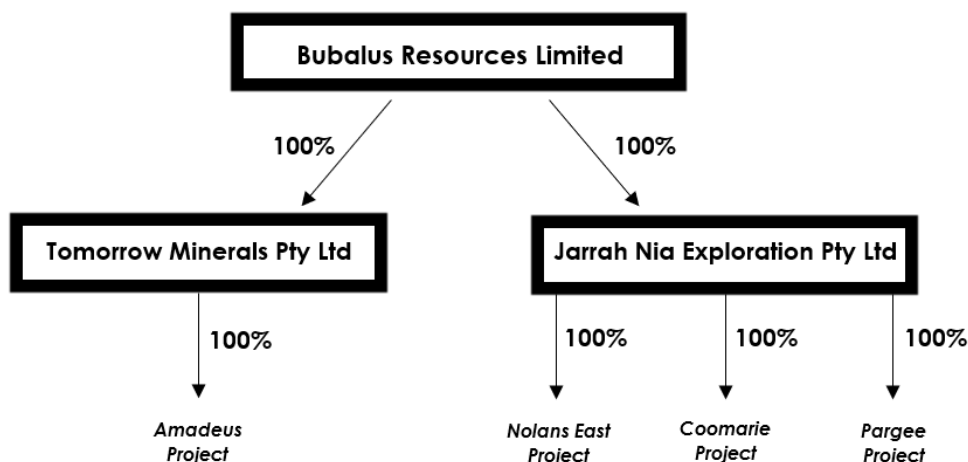 Bubalus Resources Limited
100%
100%
Tomorrow Minerals Pty Ltd
Jarrah Nia Exploration Pty Ltd
100%
100%
100%
100%
Amadeus
Project
Nolans East
Project
Coomarie
Project
Pargee
Project